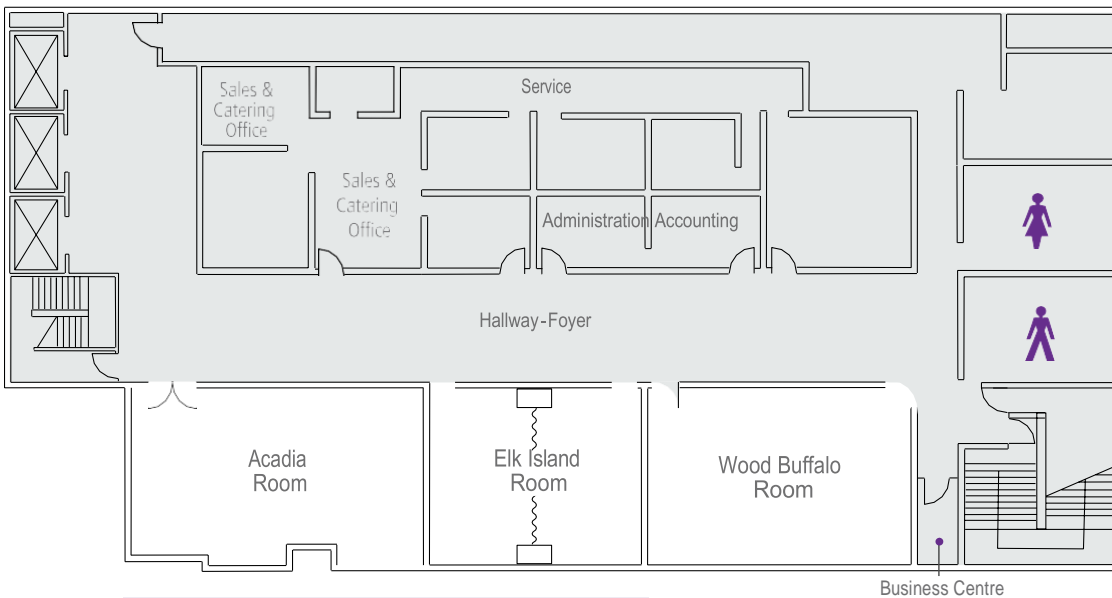 Service
Sales &
Catering
Office
Sales &
Catering
Office
Administration Accounting
Hallway-Foyer
Acadia
Room
Elk Island
Room
Wood Buffalo
Room
Business Centre